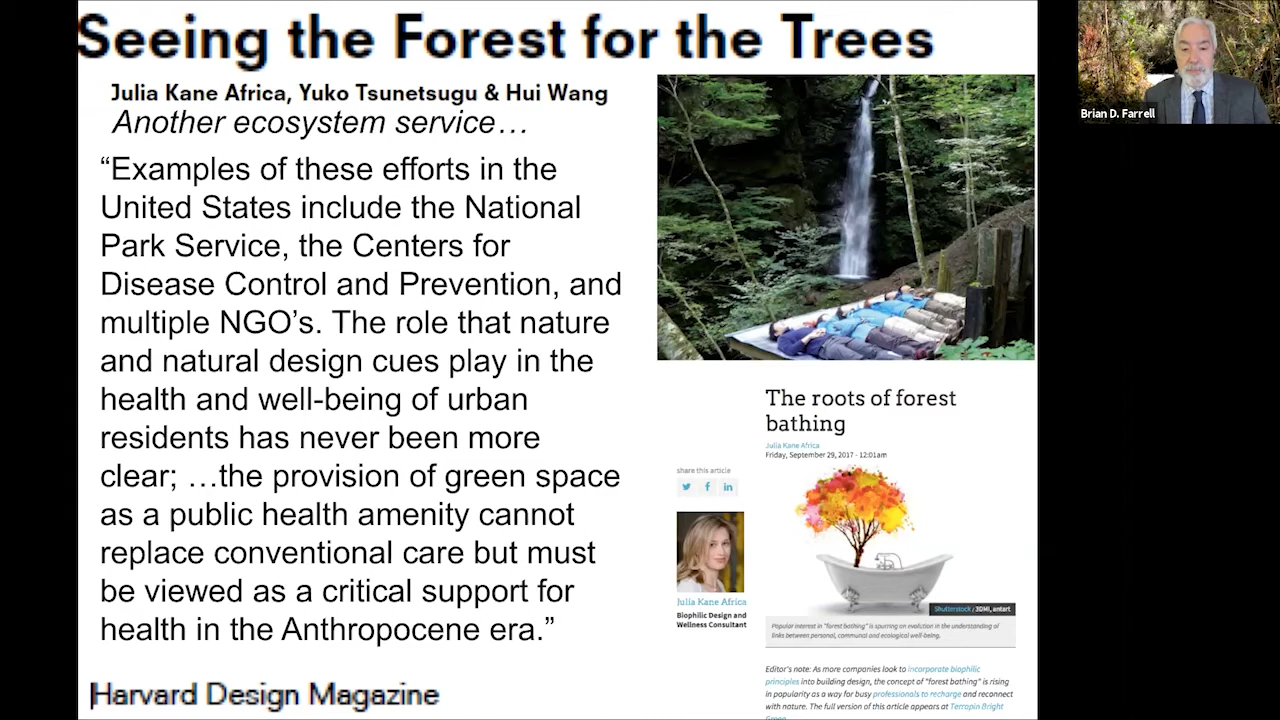 Seeing the Forest for the Trees
Julia Kane Africa, Yuko Tsunetsugu & Hui Wang
Another ecosystem service…
“Examples of these efforts in the
United States include the National
Park Service, the Centers for
Disease Control and Prevention, and
multiple NGO’s. The role that nature
and natural design cues play in the
health and well-being of urban
residents has never been more
clear; …the provision of green space
as a public health amenity cannot
replace conventional care but must
be viewed as a critical support for
health in the Anthropocene era.”
Harvard Design Magazine
The roots of forest
bathing
Julia Kane Africa
Friday, September 29, 2017 - 12:01am
share this article
Julia Kane Africa
Biophilic Design and
Wellness Consultant
Shutterstock / 3DMI, antart
Popular interest in "forest bathing" is spurring an evolution in the understanding of
links between personal, communal and ecological well-being.
Editor's note: As more companies look to incorporate biophilic
principles into building design, the concept of "forest bathing" is rising
in popularity as a way for busy professionals to recharge and reconnect
with nature. The full version of this article appears at Terrapin Bright
Green
Brian D. Farrell